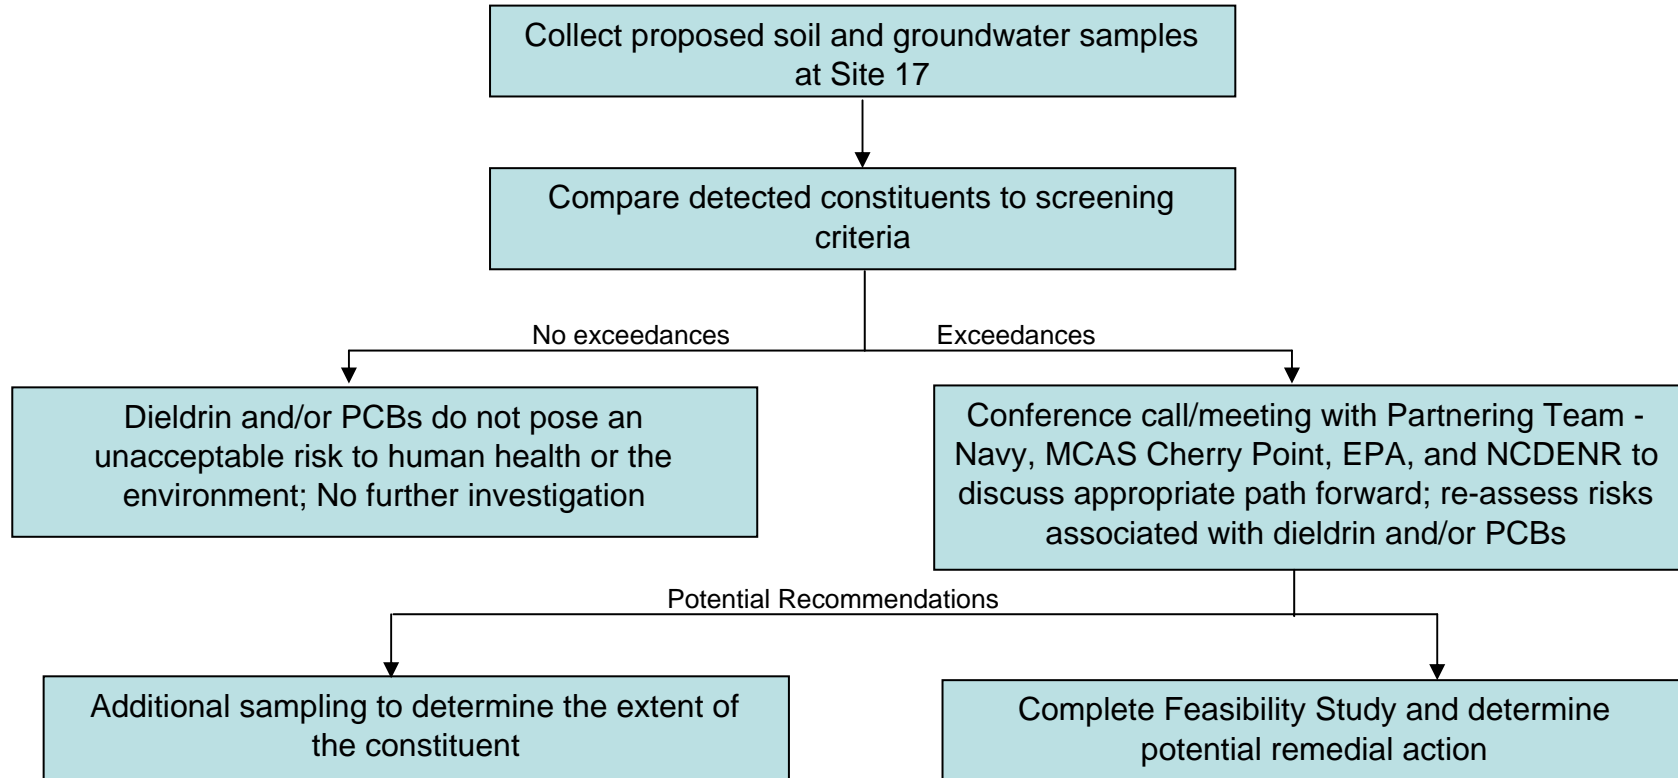 Collect proposed soil and groundwater samples
at Site 17
Compare detected constituents to screening
criteria
No exceedances
Exceedances
Dieldrin and/or PCBs do not pose an
unacceptable risk to human health or the
environment; No further investigation
Conference call/meeting with Partnering Team -
Navy, MCAS Cherry Point, EPA, and NCDENR to
discuss appropriate path forward; re-assess risks
associated with dieldrin and/or PCBs
Potential Recommendations
Additional sampling to determine the extent of
the constituent
Complete Feasibility Study and determine
potential remedial action